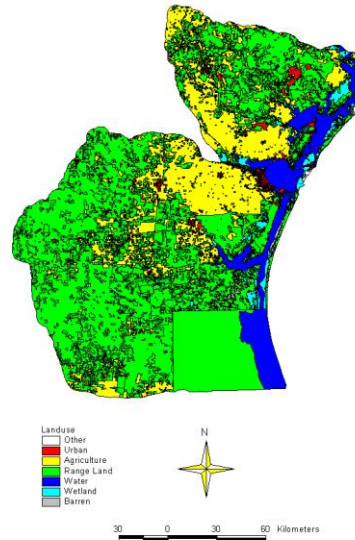 Landuse
Other
Urban
Agriculture
Range Land
Water
Wetland
Barren
N
30 0 30 60 Kilometers